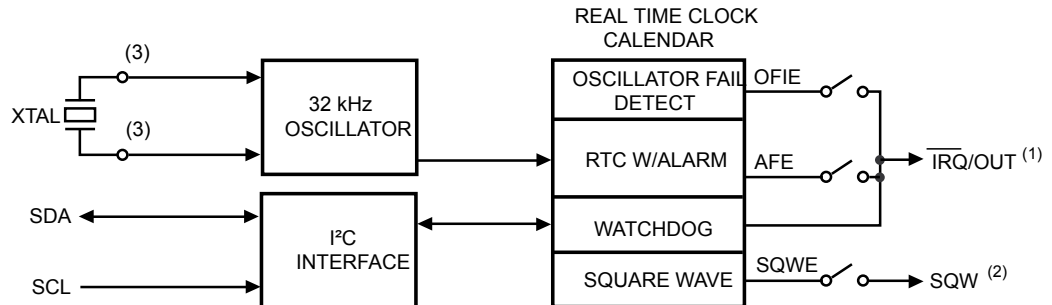 REAL TIME CLOCK
CALENDAR
(3)
XTAL
(3)
32 kHz
OSCILLATOR
OSCILLATOR FAIL
DETECT
OFIE
RTC W/ALARM
AFE
IRQ/OUT (1)
SDA
SCL
I²C
INTERFACE
WATCHDOG
SQUARE WAVE
SQWE
SQW (2)